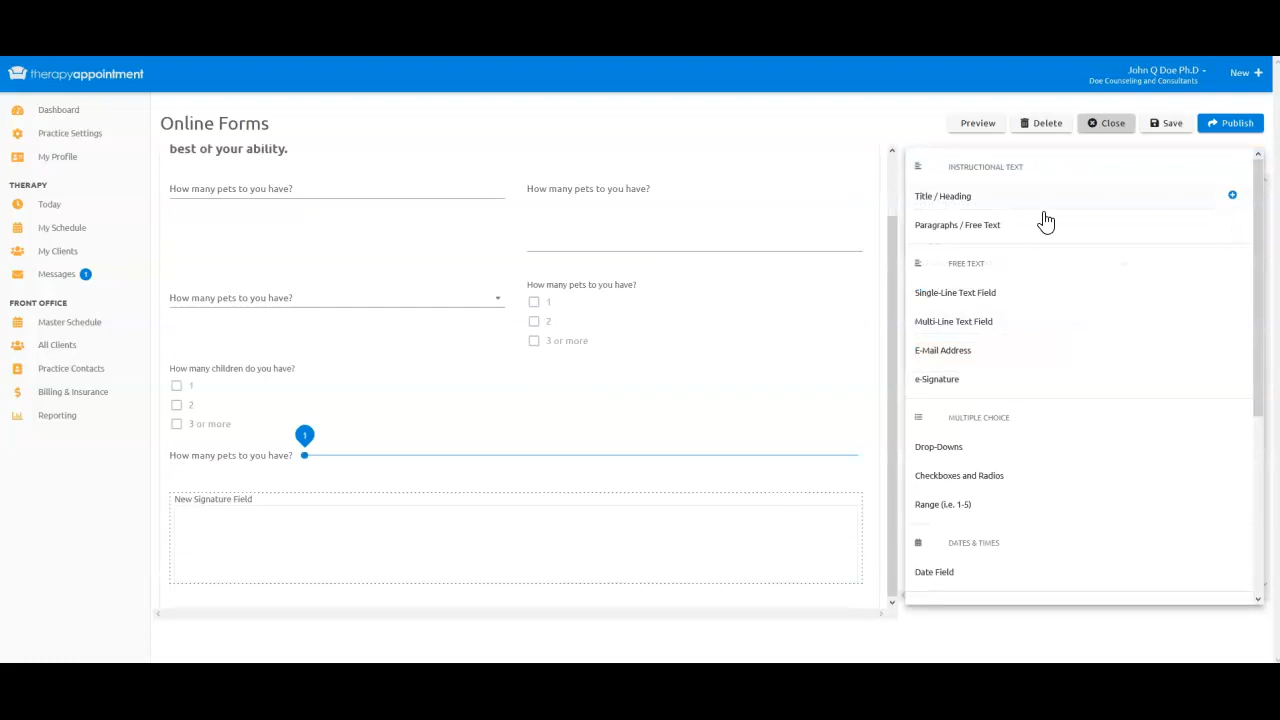 therapyappointment
John Q Doe Ph.D
Doe Counseling and Consultants
New
Dashboard
Practice Settings
My Profile
THERAPY
Today
My Schedule
My Clients
Messages 1
FRONT OFFICE
Master Schedule
All Clients
Practice Contacts
Billing & Insurance
Reporting
Online Forms
Preview
Delete
Close
Save
Publish
best of your ability.
How many pets to you have?
How many pets to you have?
How many pets to you have?
How many pets to you have?
1
2
3 or more
How many children do you have?
1
2
3 or more
1
How many pets to you have?
New Signature Field
INSTRUCTIONAL TEXT
Title / Heading
Paragraphs / Free Text
FREE TEXT
Single-Line Text Field
Multi-Line Text Field
E-Mail Address
e-Signature
MULTIPLE CHOICE
Drop-Downs
Checkboxes and Radios
Range (i.e. 1-5)
DATES & TIMES
Date Field